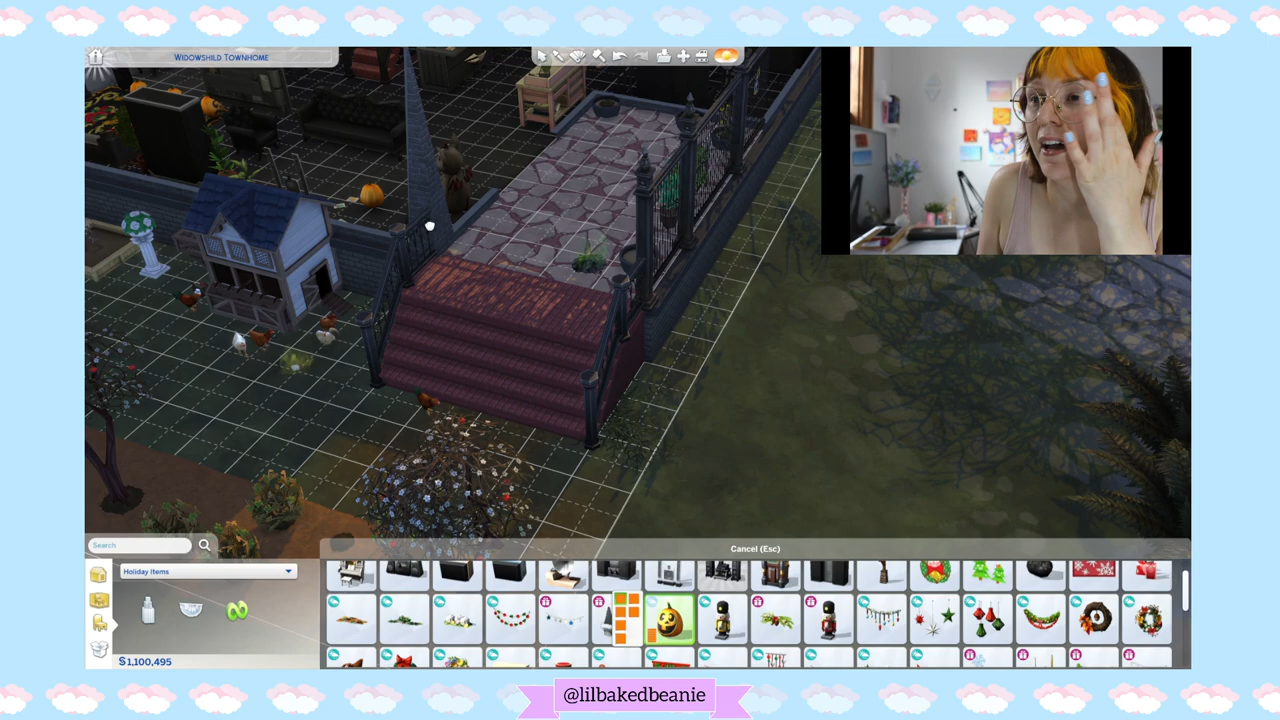 WIDOWSHILD TOWNHOME
Cancel (Esc)
Search
Holiday Items
§1,100,495
@lilbakedbeanie